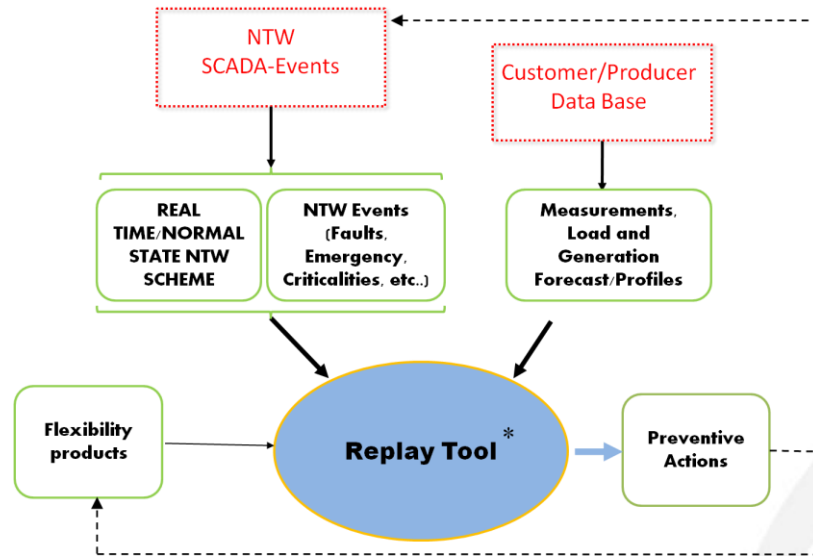 NTW
SCADA-Events
Customer/Producer
Data Base
REAL
TIME/NORMAL
STATE NTW
SCHEME
NTW Events
(Faults,
Emergency,
Criticalities, etc..)
Measurements,
Load and
Generation
Forecast/Profiles
Flexibility
products
Replay Tool *
Preventive
Actions